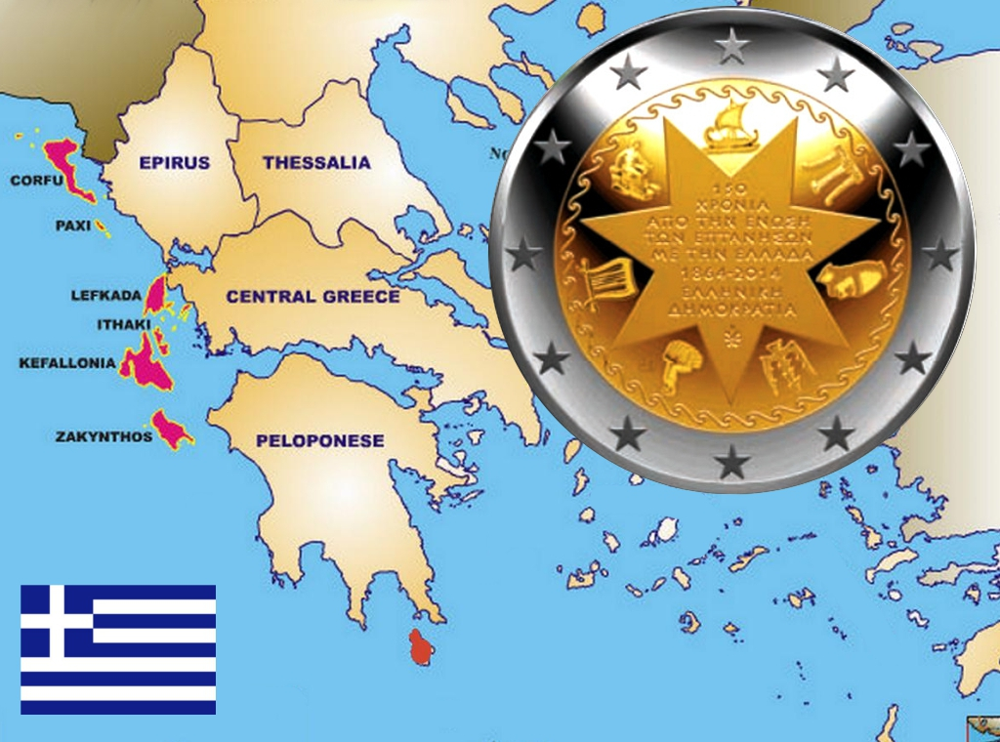 EPIRUS
THESSALIA
CORFU
PAXI
LEFKADA
CENTRAL GREECE
ITHAKI
KEFALLONIA
ZAKYNTHOS
PELOPONESE
150
ΧΡΟΝΙΑ
ΑΠΟ ΤΗΝ ΕΝΩΣΗ
ΤΩΝ ΕΠΤΑΝΗΣΩΝ
ΜΕ ΤΗΝ ΕΛΛΑΔΑ
1864-2014
ΕΛΛΗΝΙΚΗ
ΔΗΜΟΚΡΑΤΙΑ